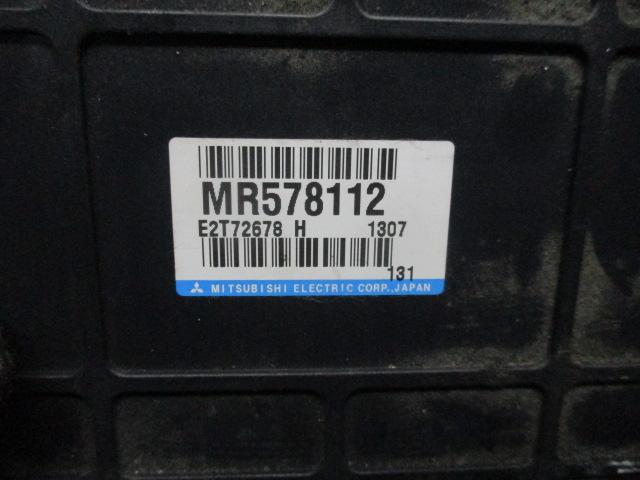 MR578112
E2T72678 H 1307
131
MITSUBISHI ELECTRIC CORP., JAPAN